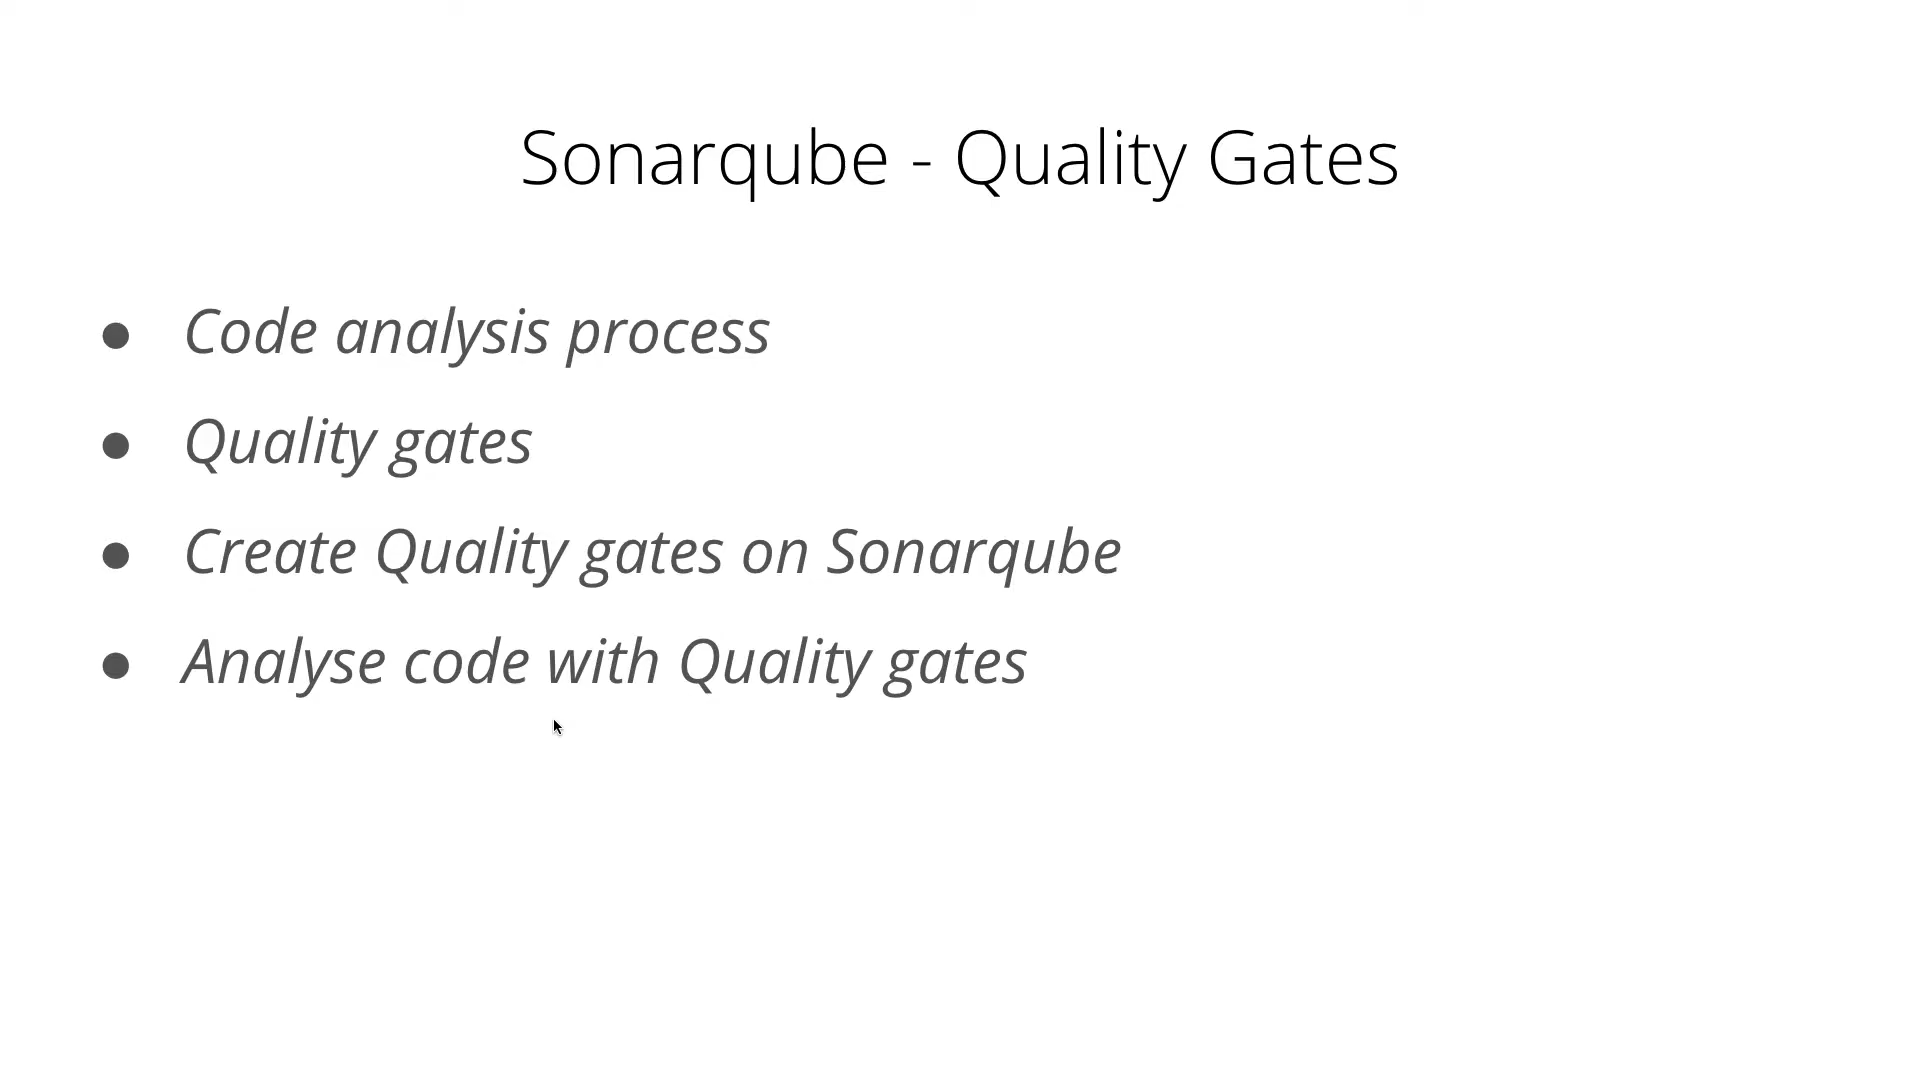 Sonarqube - Quality Gates
● Code analysis process
● Quality gates
● Create Quality gates on Sonarqube
● Analyse code with Quality gates